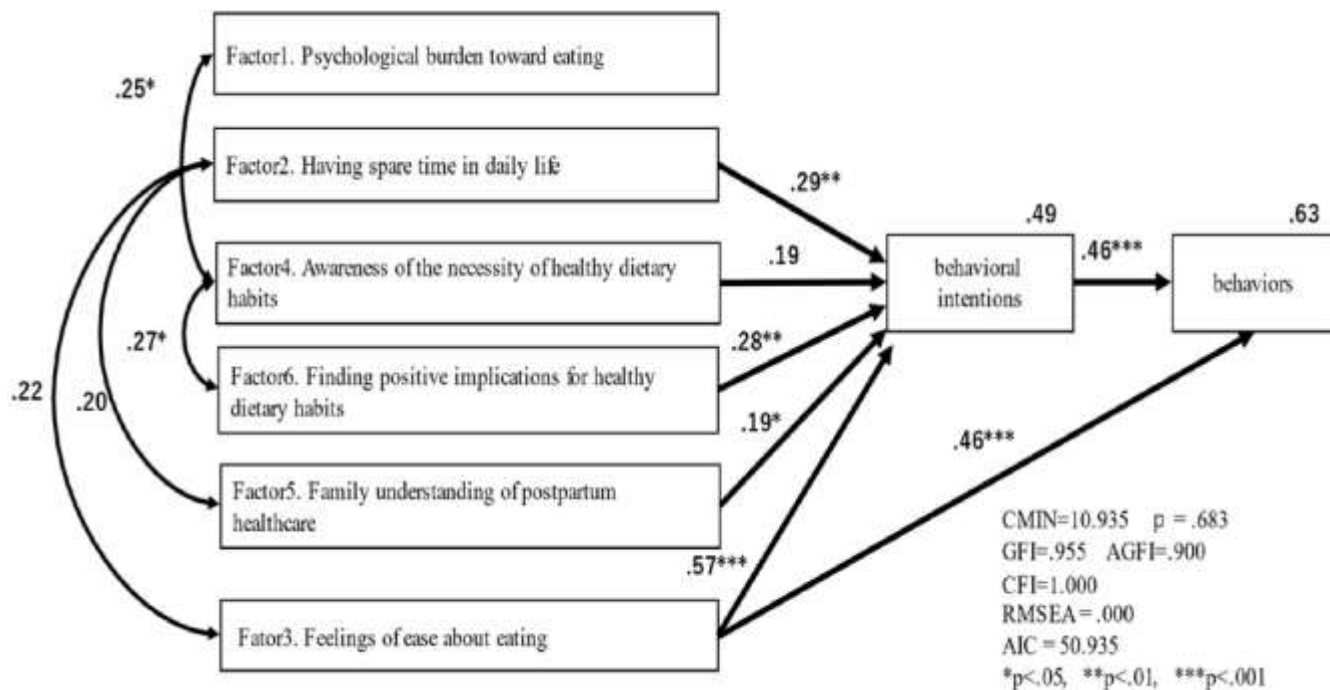 Factor1. Psychological burden toward eating
.25*
Factor2. Having spare time in daily life
.29**
.49
.63
Factor4. Awareness of the necessity of healthy dietary
habits
.19
behavioral
intentions
.46***
behaviors
.27*
.28**
Factor6. Finding positive implications for healthy
dietary habits
.22
.20
.19*
.46***
Factor5. Family understanding of postpartum
healthcare
.57***
Fator3. Feelings of ease about eating
CMIN=10.935 p = .683
GFI=.955 AGFI=.900
CFI=1.000
RMSEA = .000
AIC = 50.935
*p<.05, **p<.01, ***p<.001